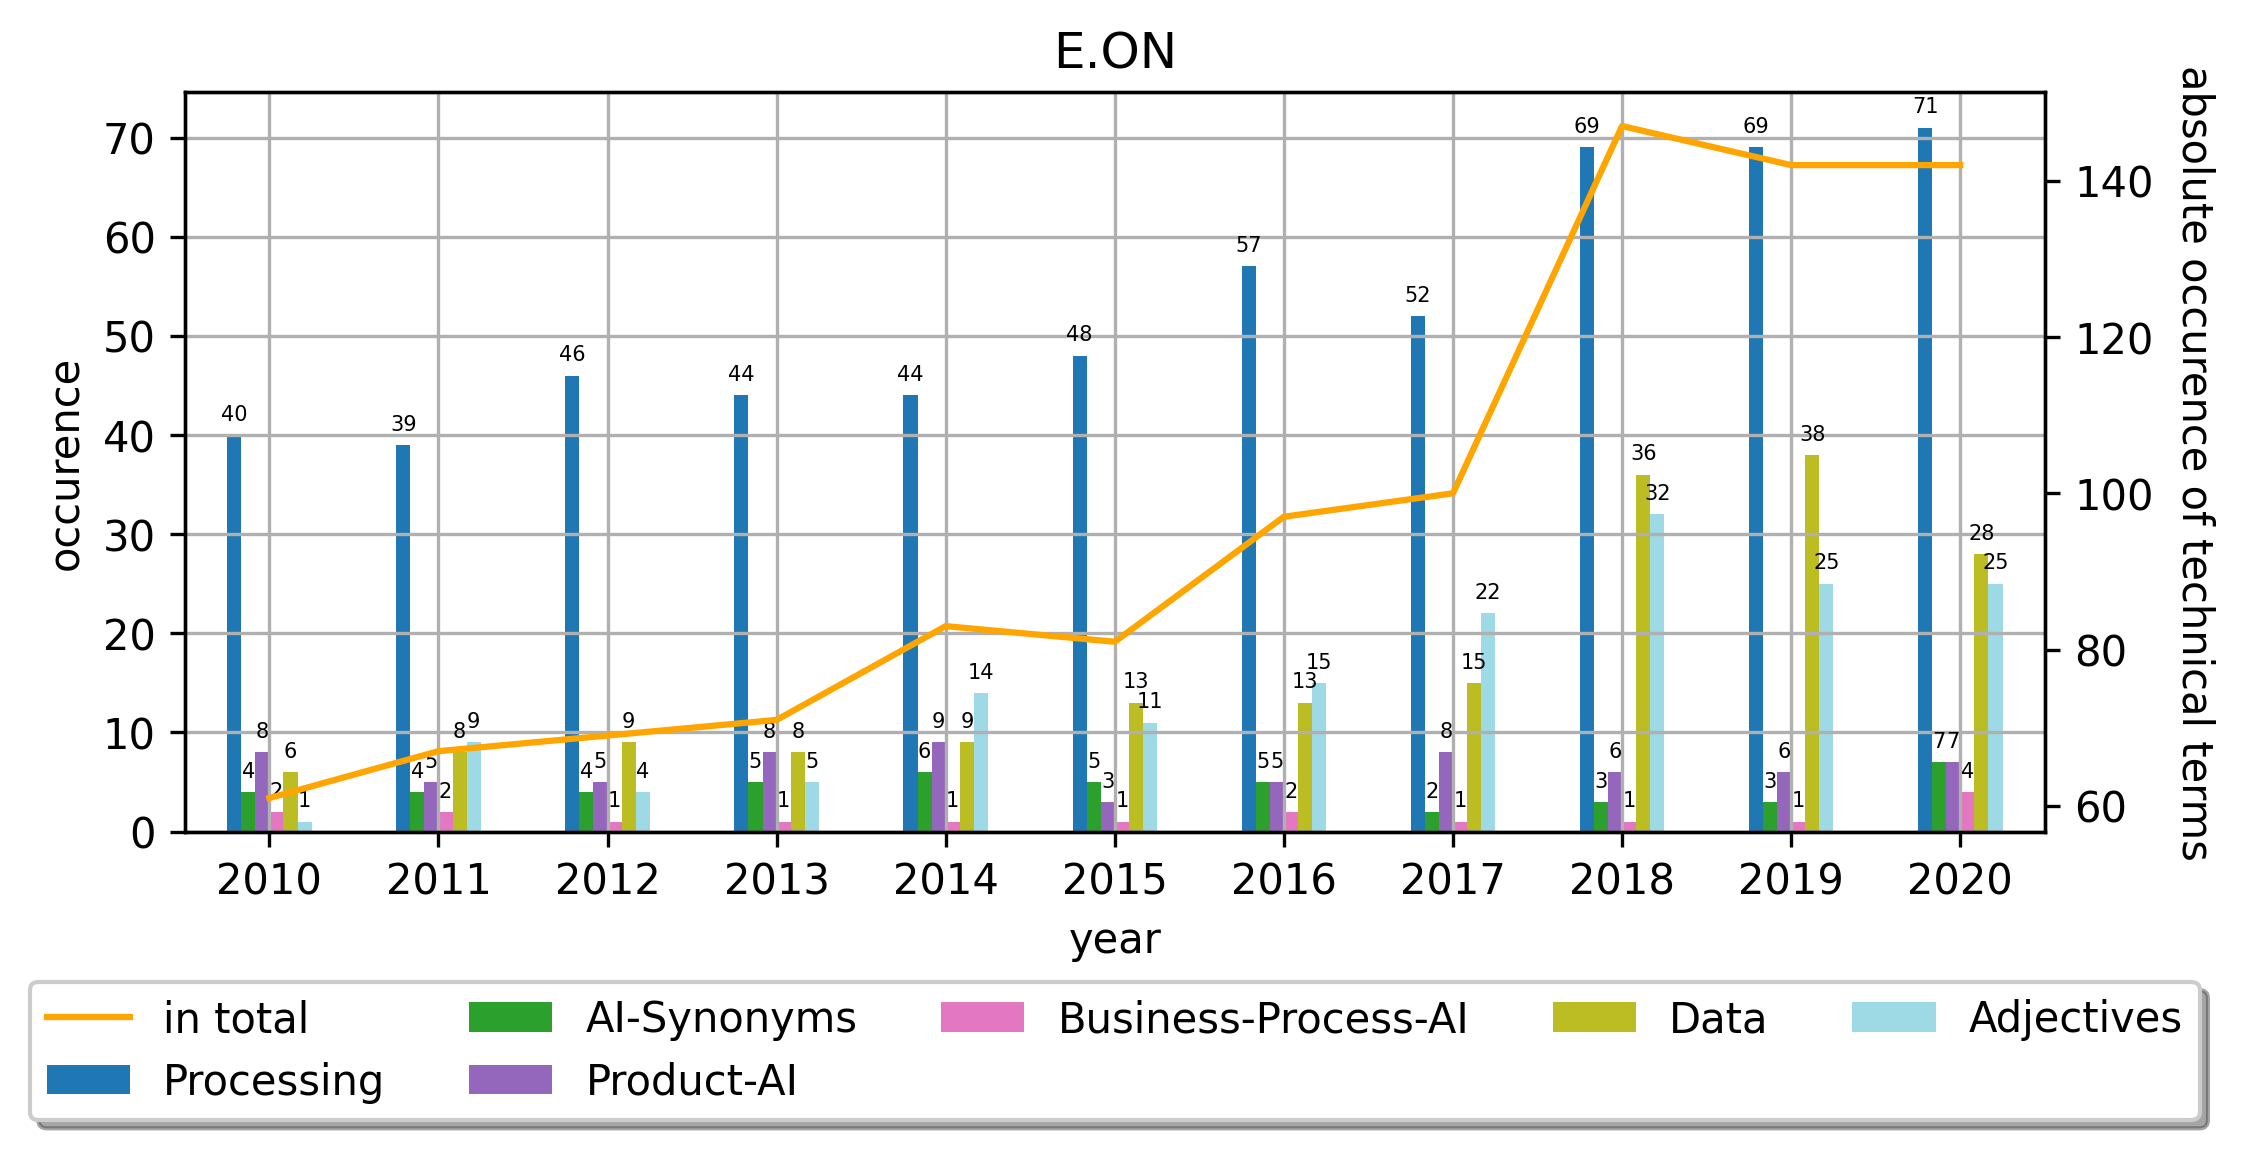 E.ON
absolute occurence of technical terms
occurence
70
60
50
40
30
20
10
0
140
120
100
80
60
40 4 8 2 6 1
39 4 5 2 8 9
46 4 5 1 9 4
44 5 8 1 8 5
44 6 9 1 9 14
48 5 3 1 13 11
57 5 5 2 13 15
52 2 8 1 15 22
69 3 6 1 36 32
69 3 6 1 38 25
71 7 7 4 28 25
2010 2011 2012 2013 2014 2015 2016 2017 2018 2019 2020
year
in total AI-Synonyms Business-Process-AI Data Adjectives
Processing Product-AI